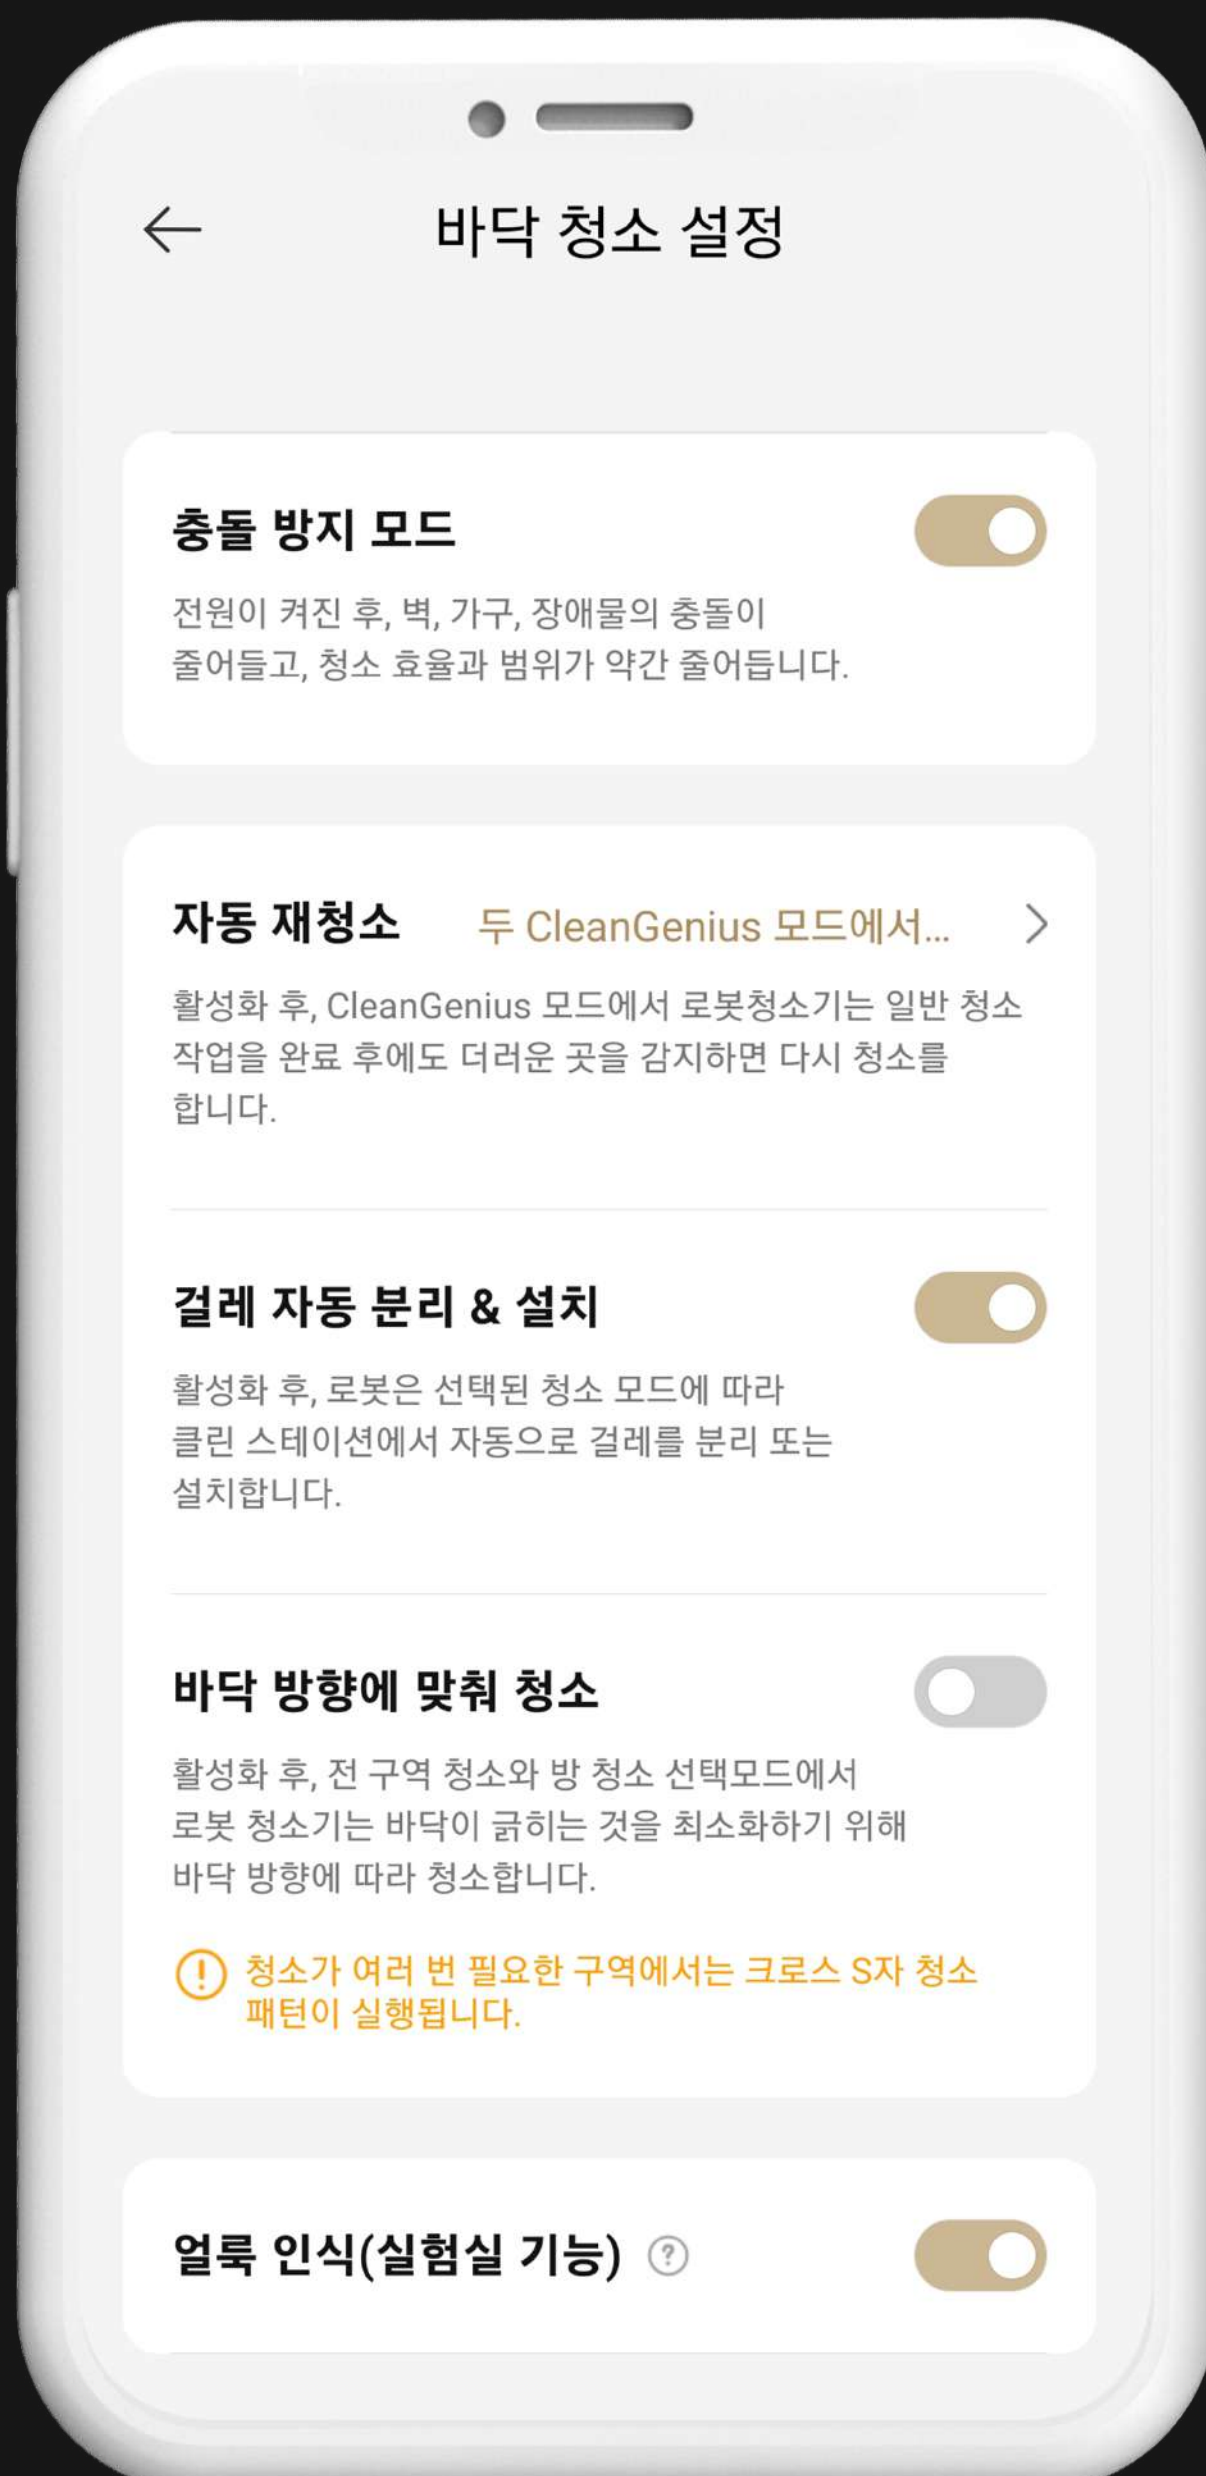 바닥 청소 설정
충돌 방지 모드
전원이 켜진 후, 벽, 가구, 장애물의 충돌이
줄어들고, 청소 효율과 범위가 약간 줄어듭니다.
자동 재청소 두 CleanGenius 모드에서...
활성화 후, CleanGenius 모드에서 로봇청소기는 일반 청소
작업을 완료 후에도 더러운 곳을 감지하면 다시 청소를
합니다.
걸레 자동 분리 & 설치
활성화 후, 로봇은 선택된 청소 모드에 따라
클린 스테이션에서 자동으로 걸레를 분리 또는
설치합니다.
바닥 방향에 맞춰 청소
활성화 후, 전 구역 청소와 방 청소 선택모드에서
로봇 청소기는 바닥이 긁히는 것을 최소화하기 위해
바닥 방향에 따라 청소합니다.
청소가 여러 번 필요한 구역에서는 크로스 S자 청소
패턴이 실행됩니다.
얼룩 인식(실험실 기능)